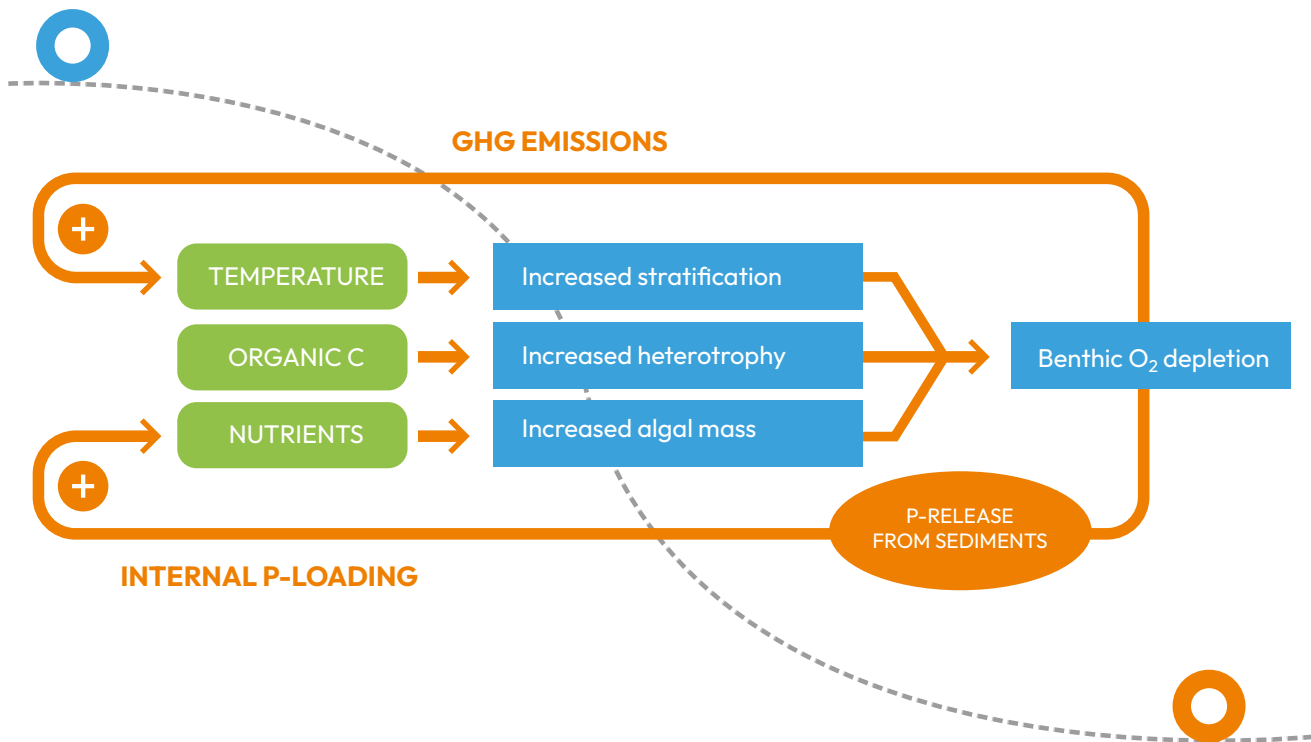 GHG EMISSIONS
+
TEMPERATURE
Increased stratification
ORGANIC C
Increased heterotrophy
Benthic O₂ depletion
NUTRIENTS
Increased algal mass
+
P-RELEASE
FROM SEDIMENTS
INTERNAL P-LOADING